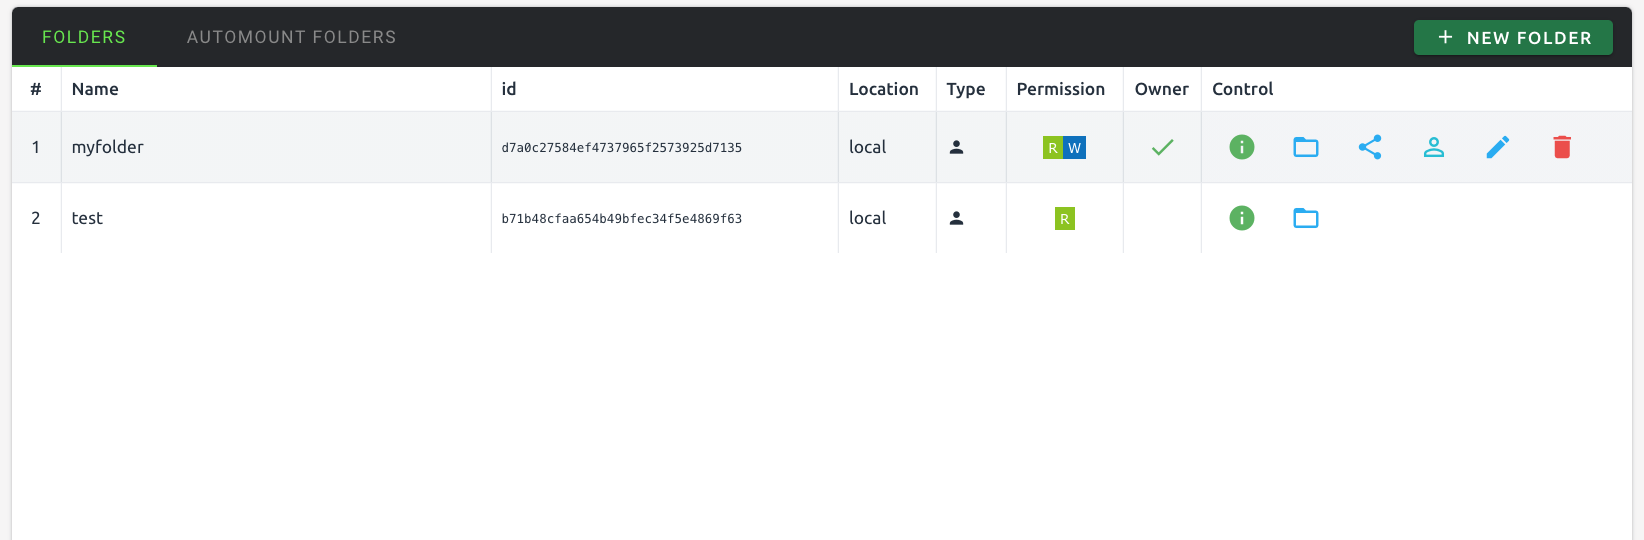 FOLDERS AUTOMOUNT FOLDERS + NEW FOLDER
# Name id Location Type Permission Owner Control
1 myfolder d7a0c27584ef4737965f2573925d7135 local R W
2 test b71b48cfaa654b49bfec34f5e4869f63 local R